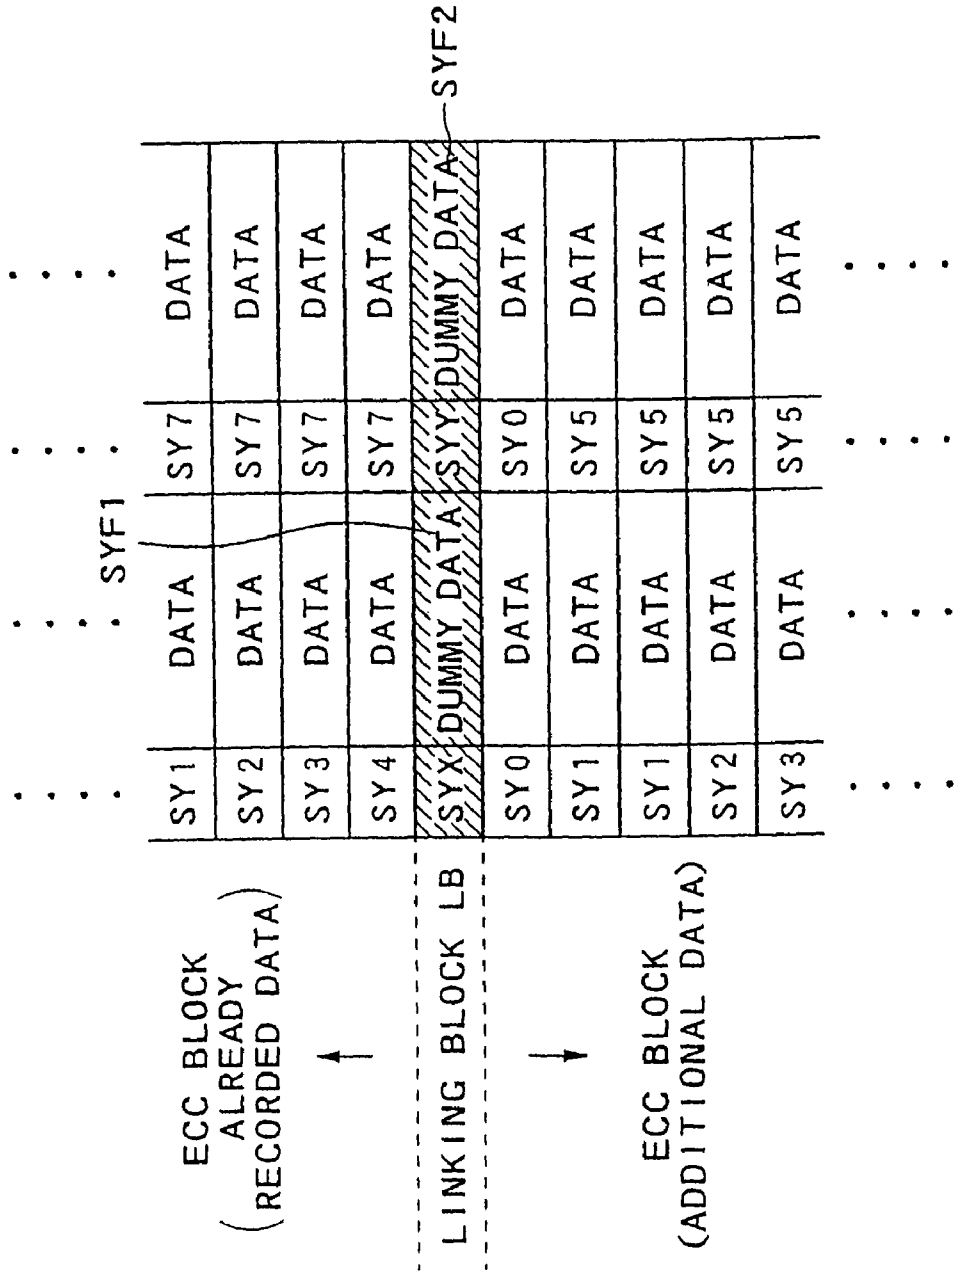 SYF1
SY1 DATA SY7 DATA
SY2 DATA SY7 DATA
SY3 DATA SY7 DATA
SY4 DATA SY7 DATA
SYX DUMMY DATA SYY DUMMY DATA
SYF2
SY0 DATA SY0 DATA
SY1 DATA SY5 DATA
SY1 DATA SY5 DATA
SY2 DATA SY5 DATA
SY3 DATA SY5 DATA
ECC BLOCK
(ALREADY
RECORDED DATA)
LINKING BLOCK LB
ECC BLOCK
(ADDITIONAL DATA)